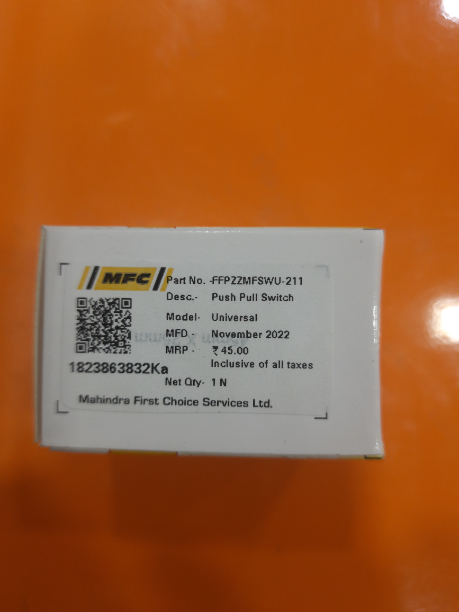 MFC
Part No. -FFPZZMFSWU-211
Desc.- Push Pull Switch
Model- Universal
MFD - November 2022
MRP - ₹ 45.00
Inclusive of all taxes
1823863832Ka
Net Qty- 1 N
Mahindra First Choice Services Ltd.